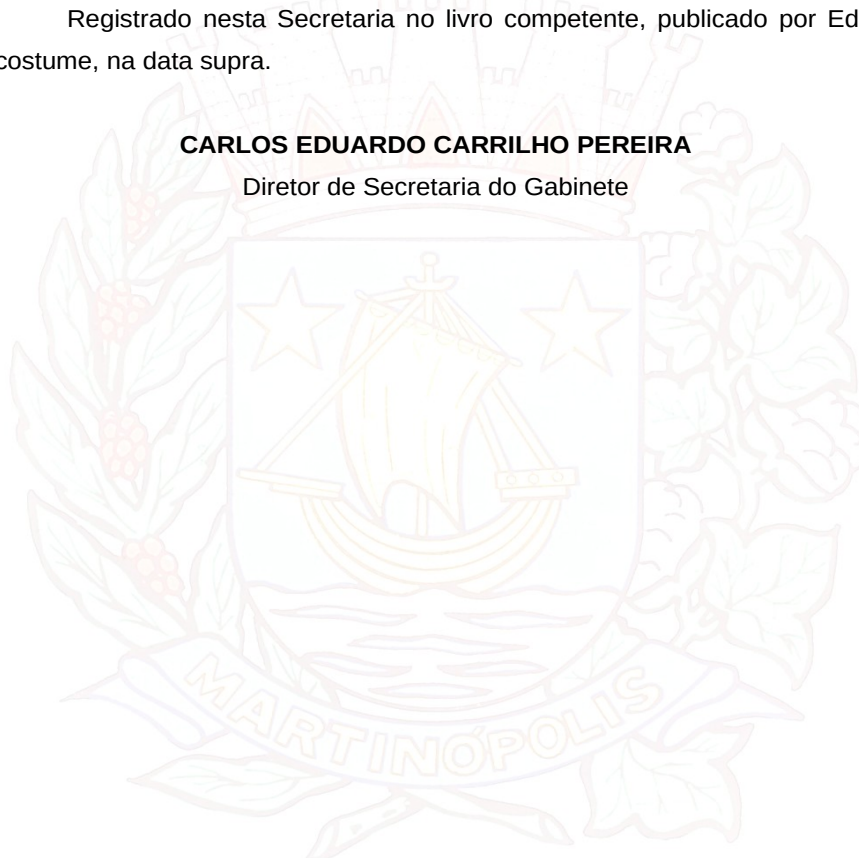 Registrado nesta Secretaria no livro competente, publicado por Ed
costume, na data supra.
CARLOS EDUARDO CARRILHO PEREIRA
Diretor de Secretaria do Gabinete
MARTINÓPOLIS